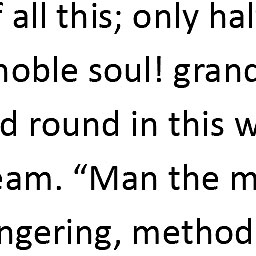 all this; only hal
noble soul! grand
d round in this w
eam. “Man the m
ngering, method